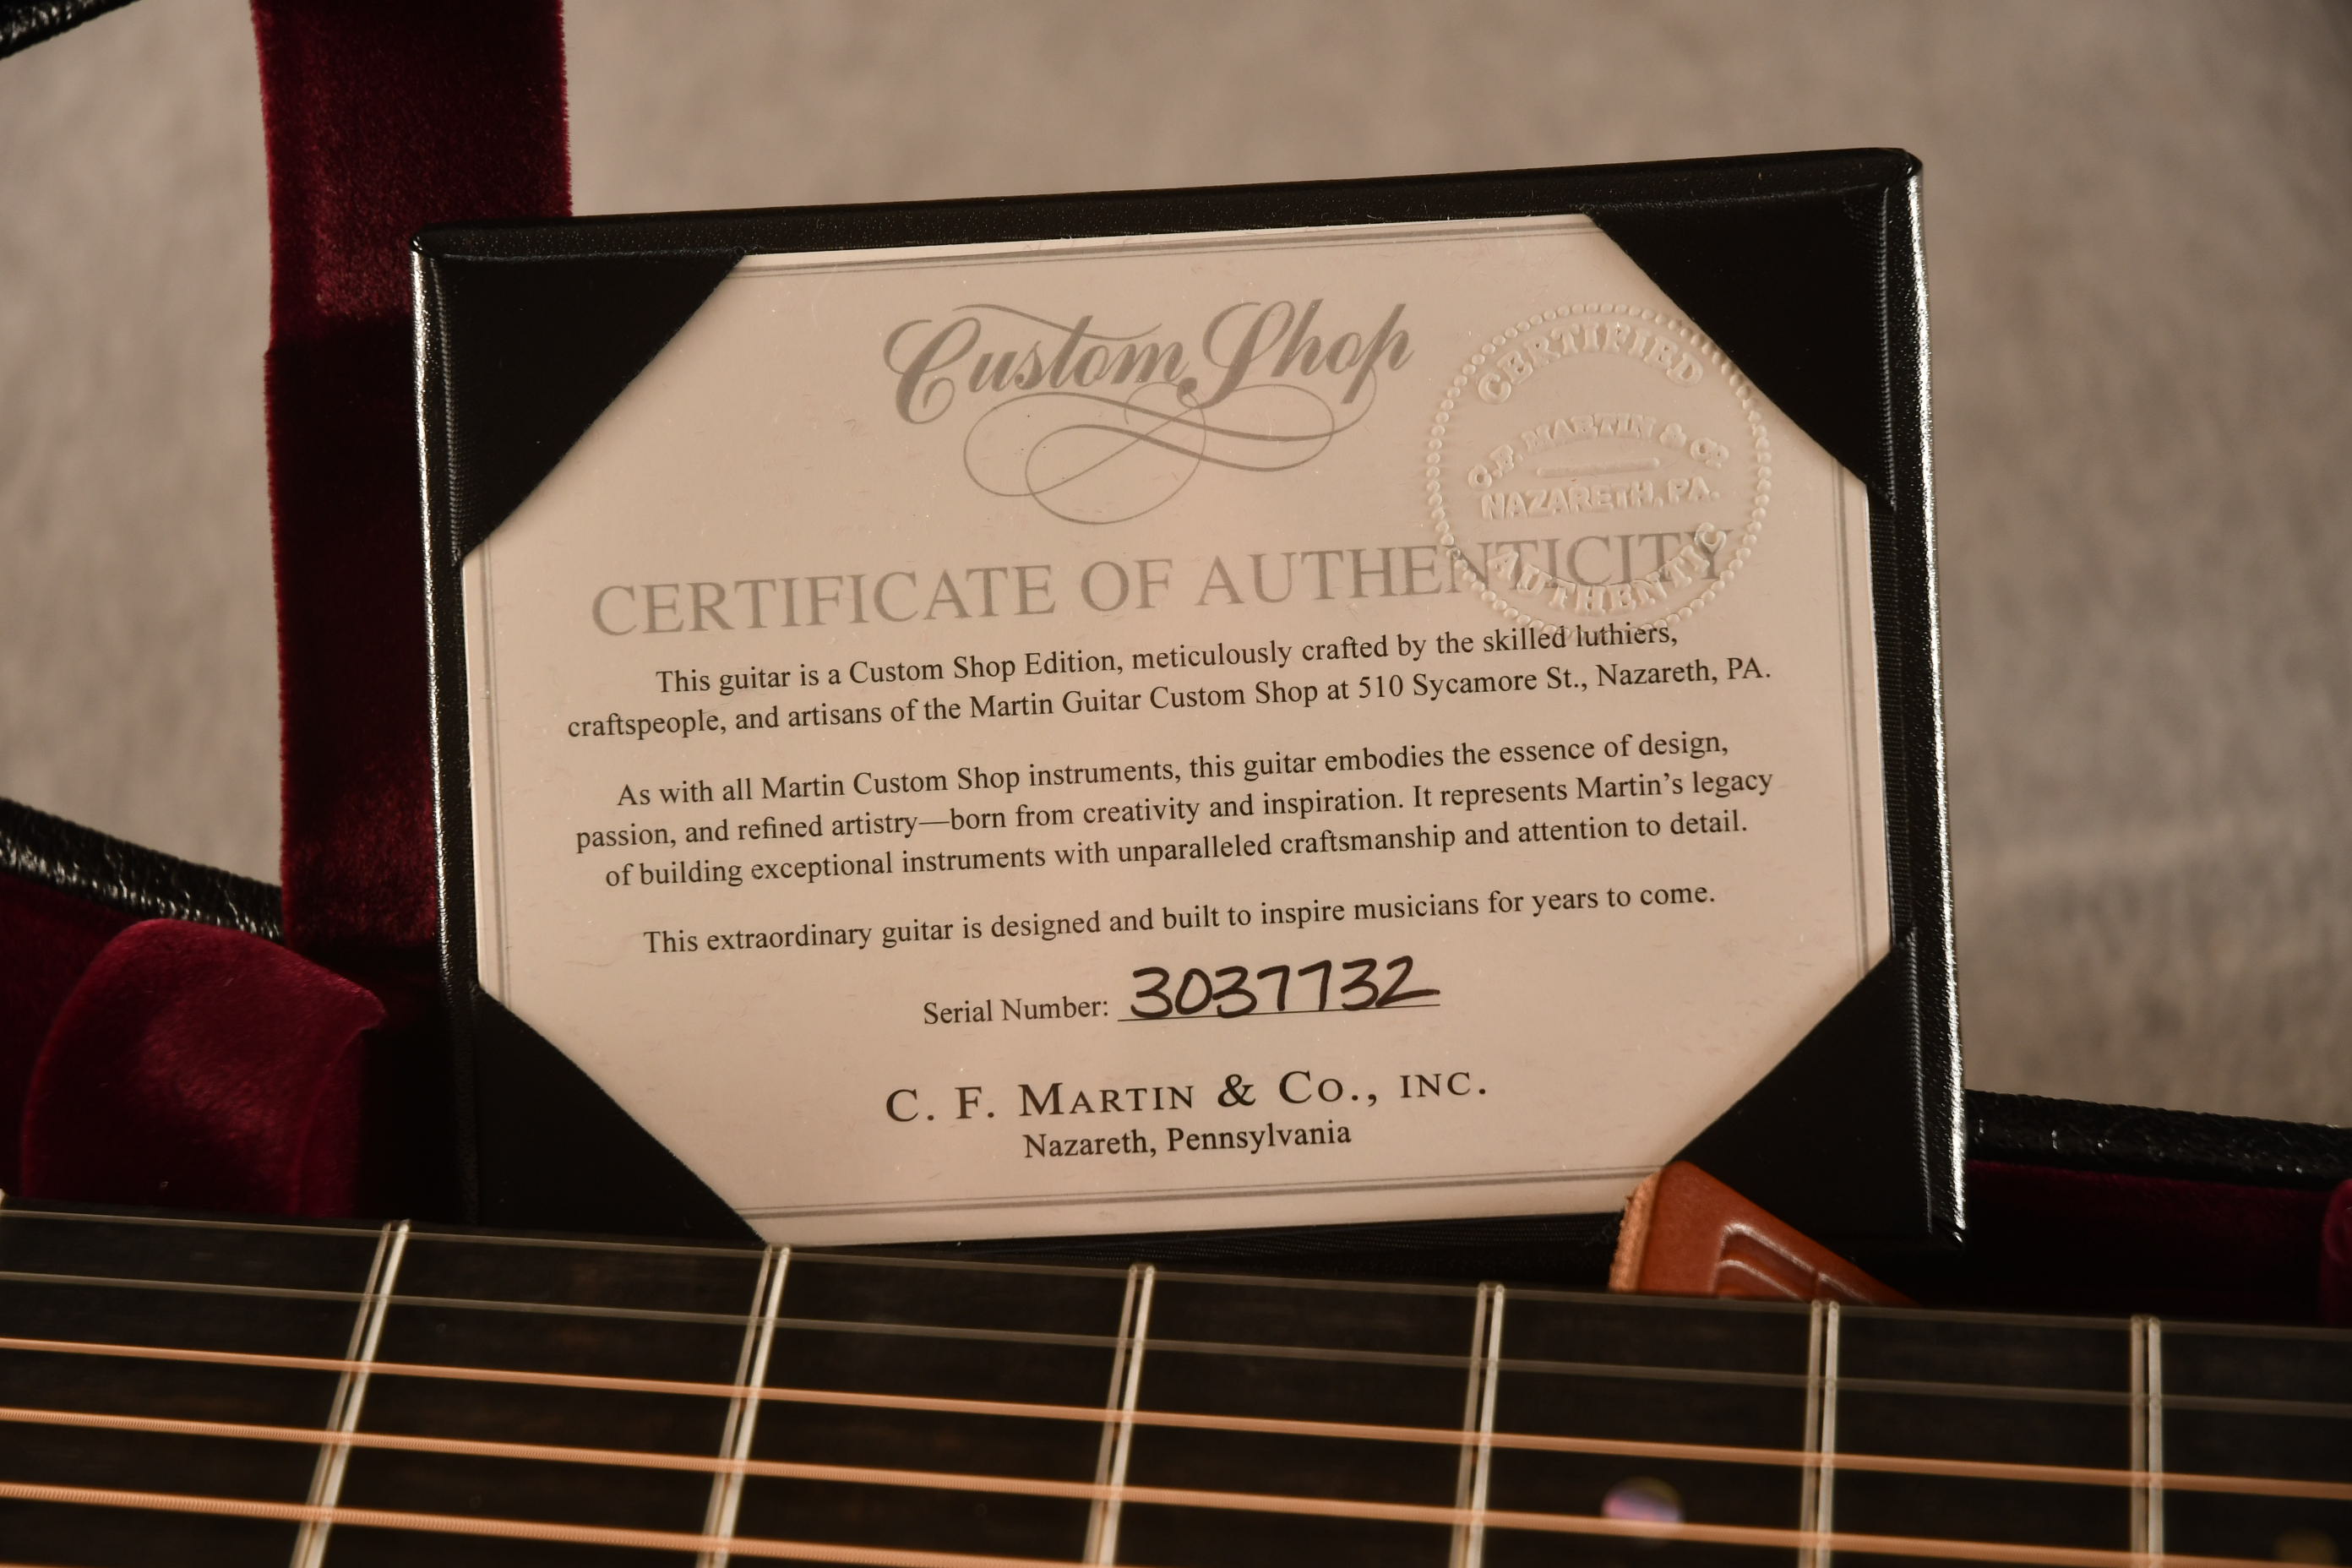 Custom Shop
CERTIFIED
C.F. MARTIN & CO.
NAZARETH, PA.
AUTHENTIC
CERTIFICATE OF AUTHENTICITY
This guitar is a Custom Shop Edition, meticulously crafted by the skilled luthiers,
craftspeople, and artisans of the Martin Guitar Custom Shop at 510 Sycamore St., Nazareth, PA.
As with all Martin Custom Shop instruments, this guitar embodies the essence of design,
passion, and refined artistry—born from creativity and inspiration. It represents Martin’s legacy
of building exceptional instruments with unparalleled craftsmanship and attention to detail.
This extraordinary guitar is designed and built to inspire musicians for years to come.
Serial Number: 3037732
C. F. MARTIN & CO., INC.
Nazareth, Pennsylvania